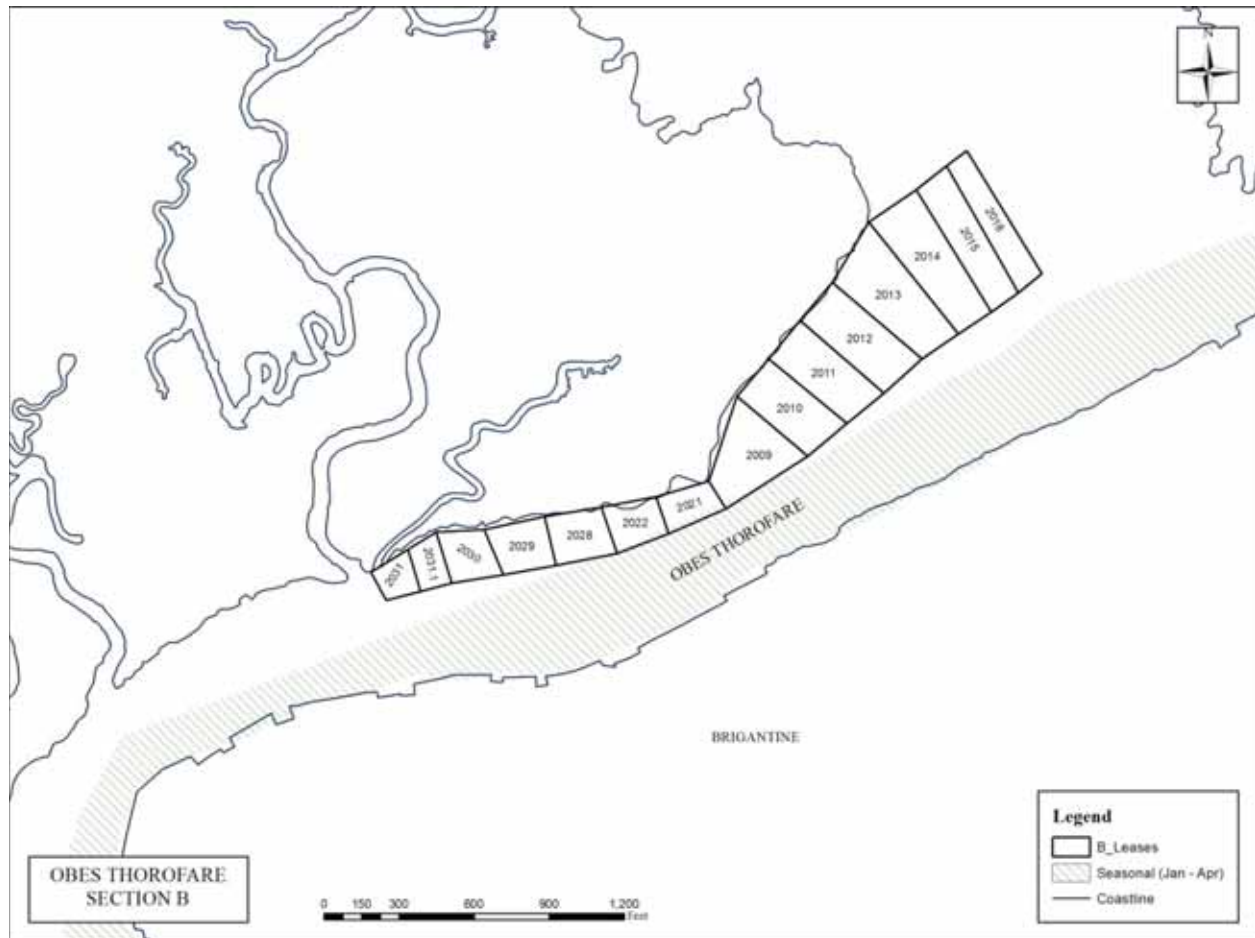 N
2016
2015
2014
2013
2012
2011
2010
2009
2021
2022
2028
2029
2030
2031.1
2031
OBES THOROFARE
BRIGANTINE
Legend
B_Leases
Seasonal (Jan - Apr)
Coastline
OBES THOROFARE
SECTION B
0 150 300 600 900 1,200
Feet